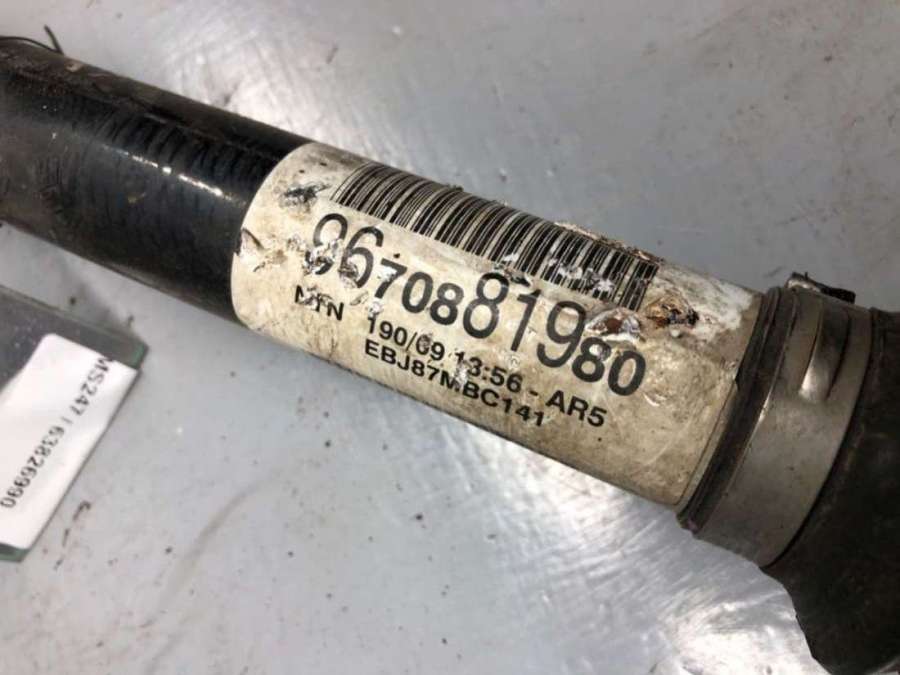 9670881980
MTN 190/09 13:56 - AR5
EBJ87MBC141
MS247 / 63826990